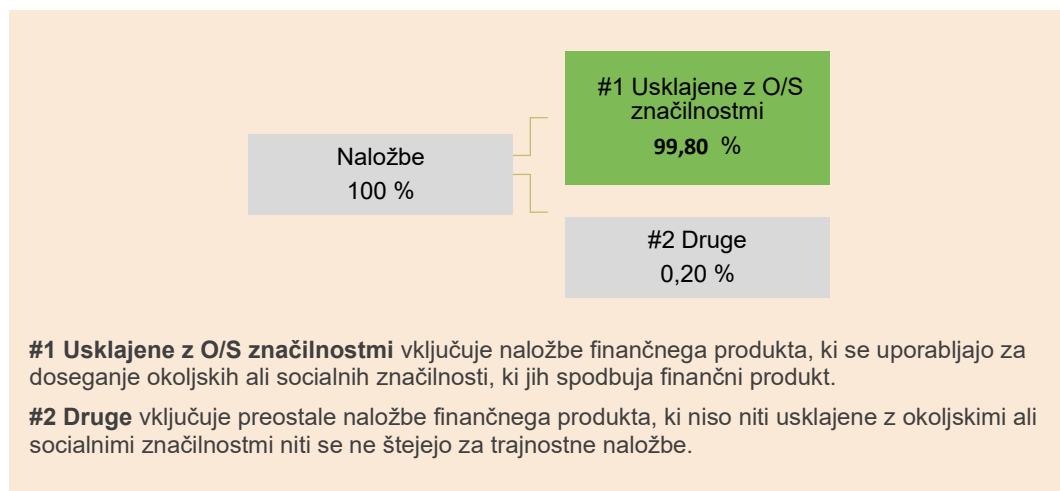 #1 Usklajene z O/S
značilnostmi
99,80 %
Naložbe
100 %
#2 Druge
0,20 %
#1 Usklajene z O/S značilnostmi vključuje naložbe finančnega produkta, ki se uporabljajo za
doseganje okoljskih ali socialnih značilnosti, ki jih spodbuja finančni produkt.
#2 Druge vključuje preostale naložbe finančnega produkta, ki niso niti usklajene z okoljskimi ali
socialnimi značilnostmi niti se ne štejejo za trajnostne naložbe.